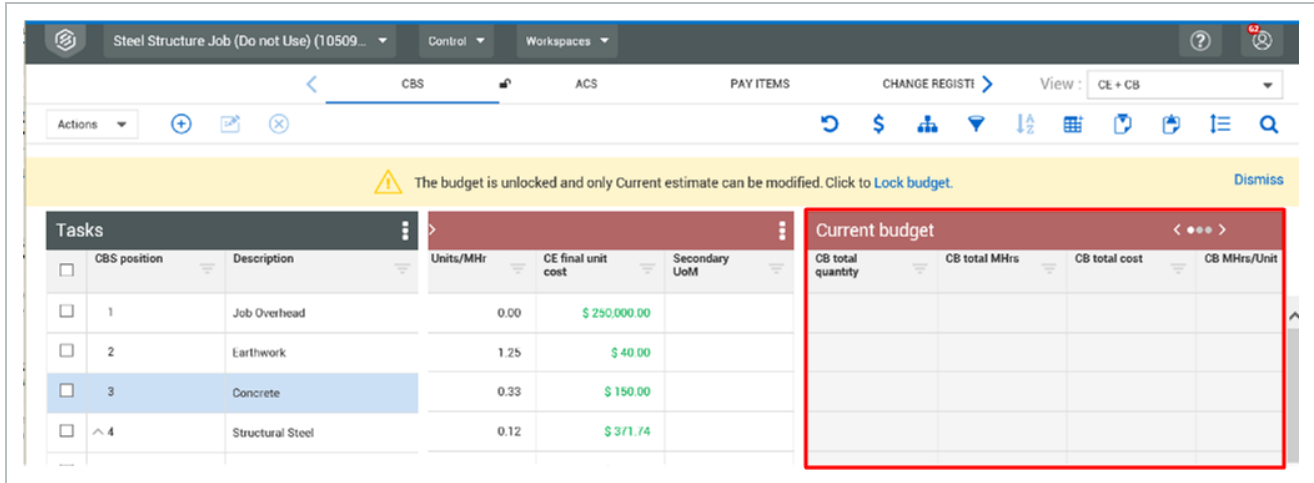 Steel Structure Job (Do not Use) (10509... Control Workspaces ? 62
CBS ACS PAY ITEMS CHANGE REGISTE View : CE + CB
Actions $ A Z
The budget is unlocked and only Current estimate can be modified. Click to Lock budget. Dismiss
Tasks Current budget
CBS position Description Units/MHr CE final unit cost Secondary UoM CB total quantity CB total MHrs CB total cost CB MHrs/Unit
1 Job Overhead 0.00 $ 250,000.00
2 Earthwork 1.25 $ 40.00
3 Concrete 0.33 $ 150.00
4 Structural Steel 0.12 $ 371.74